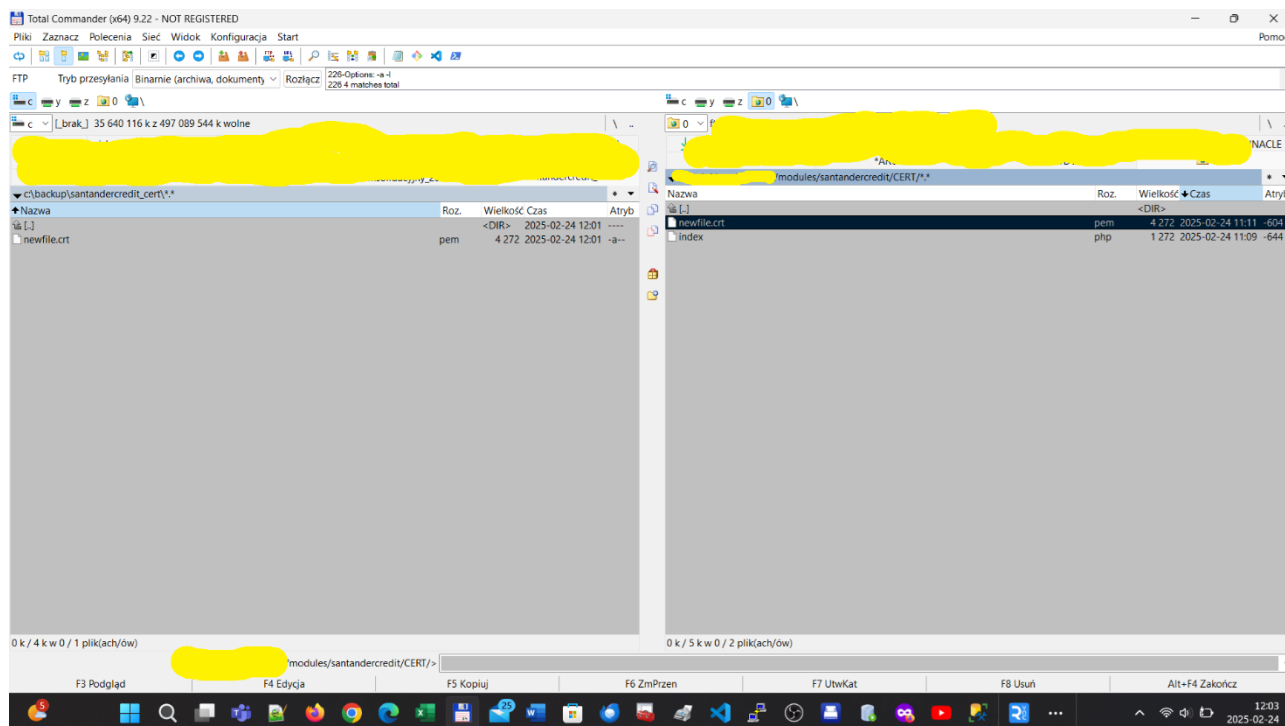 Total Commander (x64) 9.22 - NOT REGISTERED
Pliki Zaznacz Polecenia Sieć Widok Konfiguracja Start
FTP Tryb przesyłania Binarnie (archiwa, dokumenty Rozłącz 226-Options: -a -l
226 4 matches total
c y z 0 \ c y z 0 \
c [_brak_] 35 640 116 k z 497 089 544 k wolne \ .. 0 \
NACLE
c:\backup\santandercredit_cert\*.* * /modules/santandercredit/CERT/*.* *
Nazwa Roz. Wielkość Czas Atryb Nazwa Roz. Wielkość Czas
[..] <DIR> 2025-02-24 12:01 ---- [..] <DIR>
newfile.crt pem 4 272 2025-02-24 12:01 -a-- newfile.crt pem 4 272 2025-02-24 11:11 -604
index php 1 272 2025-02-24 11:09 -644
0 k / 4 k w 0 / 1 plik(ach/ów) 0 k / 5 k w 0 / 2 plik(ach/ów)
/modules/santandercredit/CERT/>
F3 Podgląd F4 Edycja F5 Kopiuj F6 ZmPrzen F7 UtwKat F8 Usuń Alt+F4 Zakończ
5 25 12:03